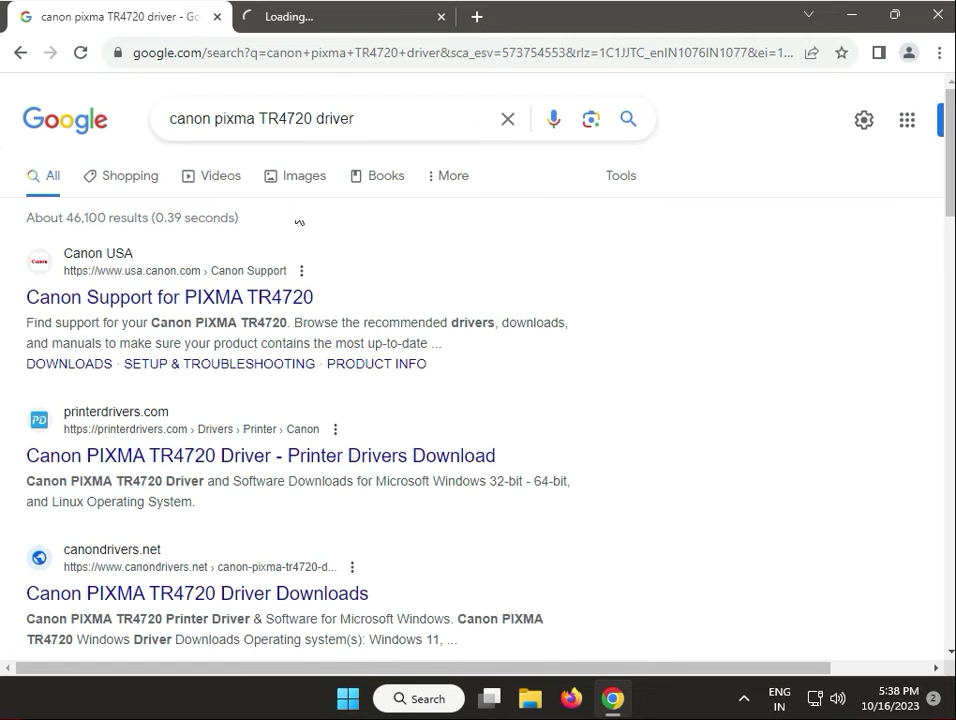 canon pixma TR4720 driver - Go
Loading...
google.com/search?q=canon+pixma+TR4720+driver&sca_esv=573754553&rlz=1C1JJTC_enIN1076IN1077&ei=1...
Google
canon pixma TR4720 driver
All
Shopping
Videos
Images
Books
More
Tools
About 46,100 results (0.39 seconds)
Canon
Canon USA
https://www.usa.canon.com › Canon Support
Canon Support for PIXMA TR4720
Find support for your Canon PIXMA TR4720. Browse the recommended drivers, downloads,
and manuals to make sure your product contains the most up-to-date ...
DOWNLOADS · SETUP & TROUBLESHOOTING · PRODUCT INFO
PD
printerdrivers.com
https://printerdrivers.com › Drivers › Printer › Canon
Canon PIXMA TR4720 Driver - Printer Drivers Download
Canon PIXMA TR4720 Driver and Software Downloads for Microsoft Windows 32-bit - 64-bit,
and Linux Operating System.
canondrivers.net
https://www.canondrivers.net › canon-pixma-tr4720-d...
Canon PIXMA TR4720 Driver Downloads
Canon PIXMA TR4720 Printer Driver & Software for Microsoft Windows. Canon PIXMA
TR4720 Windows Driver Downloads Operating system(s): Windows 11, ...
Search
ENG
IN
5:38 PM
10/16/2023
2